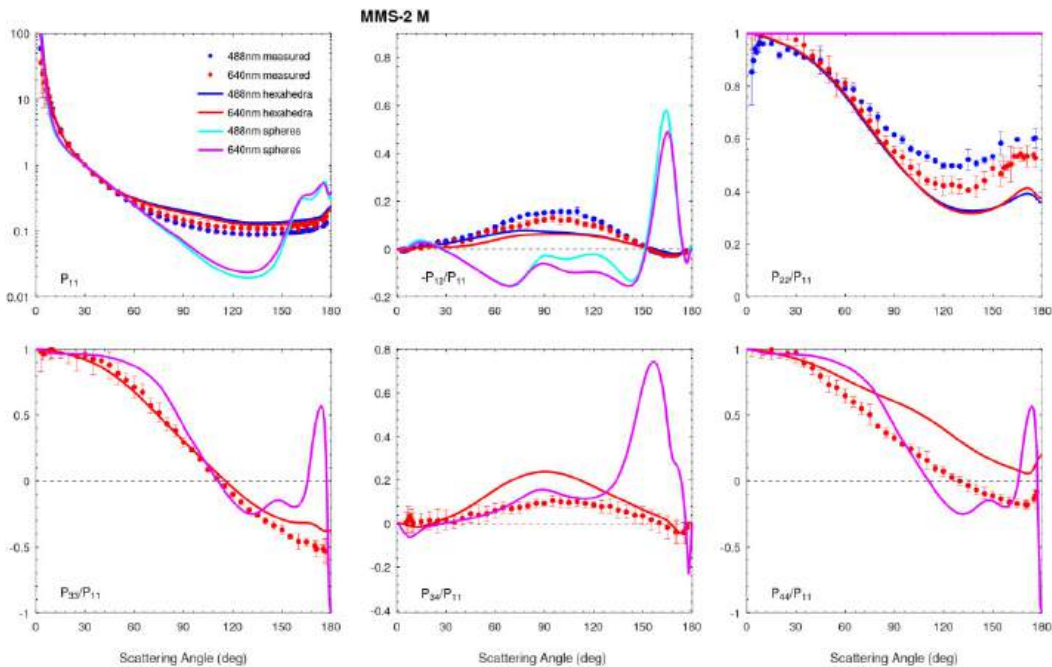 MMS-2 M
100
10
1
0.1
0.01
488nm measured
640nm measured
488nm hexahedra
640nm hexahedra
488nm spheres
640nm spheres
P11
0 30 60 90 120 150 180
0.8
0.6
0.4
0.2
0
-0.2
-P12/P11
0 30 60 90 120 150 180
1
0.8
0.6
0.4
0.2
0
P22/P11
0 30 60 90 120 150 180
1
0.5
0
-0.5
-1
P33/P11
0 30 60 90 120 150 180
Scattering Angle (deg)
0.8
0.6
0.4
0.2
0
-0.2
-0.4
P34/P11
0 30 60 90 120 150 180
Scattering Angle (deg)
1
0.5
0
-0.5
-1
P44/P11
0 30 60 90 120 150 180
Scattering Angle (deg)